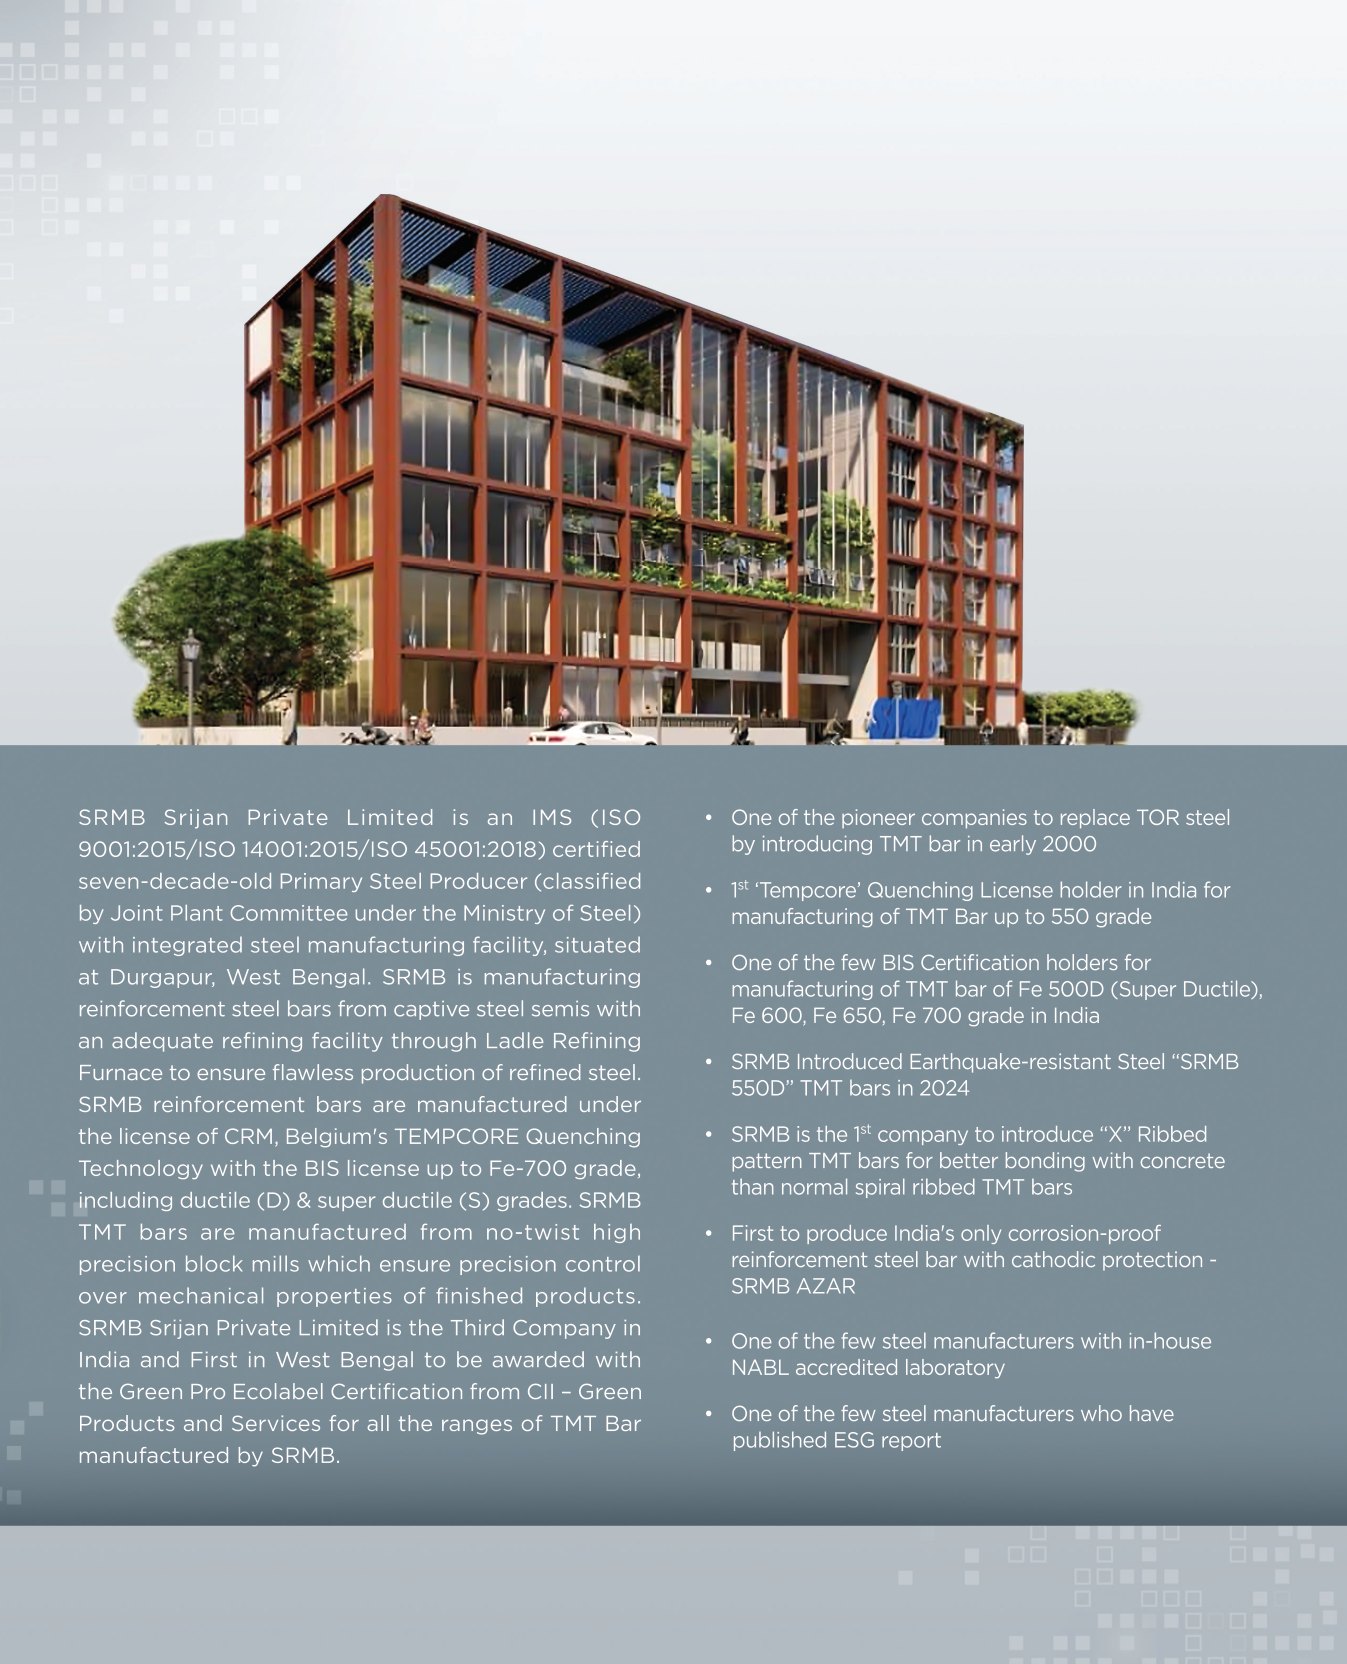 SRMB
SRMB Srijan Private Limited is an IMS (ISO
9001:2015/ISO 14001:2015/ISO 45001:2018) certified
seven-decade-old Primary Steel Producer (classified
by Joint Plant Committee under the Ministry of Steel)
with integrated steel manufacturing facility, situated
at Durgapur, West Bengal. SRMB is manufacturing
reinforcement steel bars from captive steel semis with
an adequate refining facility through Ladle Refining
Furnace to ensure flawless production of refined steel.
SRMB reinforcement bars are manufactured under
the license of CRM, Belgium's TEMPCORE Quenching
Technology with the BIS license up to Fe-700 grade,
including ductile (D) & super ductile (S) grades. SRMB
TMT bars are manufactured from no-twist high
precision block mills which ensure precision control
over mechanical properties of finished products.
SRMB Srijan Private Limited is the Third Company in
India and First in West Bengal to be awarded with
the Green Pro Ecolabel Certification from CII – Green
Products and Services for all the ranges of TMT Bar
manufactured by SRMB.
• One of the pioneer companies to replace TOR steel
by introducing TMT bar in early 2000
• 1st ‘Tempcore’ Quenching License holder in India for
manufacturing of TMT Bar up to 550 grade
• One of the few BIS Certification holders for
manufacturing of TMT bar of Fe 500D (Super Ductile),
Fe 600, Fe 650, Fe 700 grade in India
• SRMB Introduced Earthquake-resistant Steel “SRMB
550D” TMT bars in 2024
• SRMB is the 1st company to introduce “X” Ribbed
pattern TMT bars for better bonding with concrete
than normal spiral ribbed TMT bars
• First to produce India's only corrosion-proof
reinforcement steel bar with cathodic protection -
SRMB AZAR
• One of the few steel manufacturers with in-house
NABL accredited laboratory
• One of the few steel manufacturers who have
published ESG report